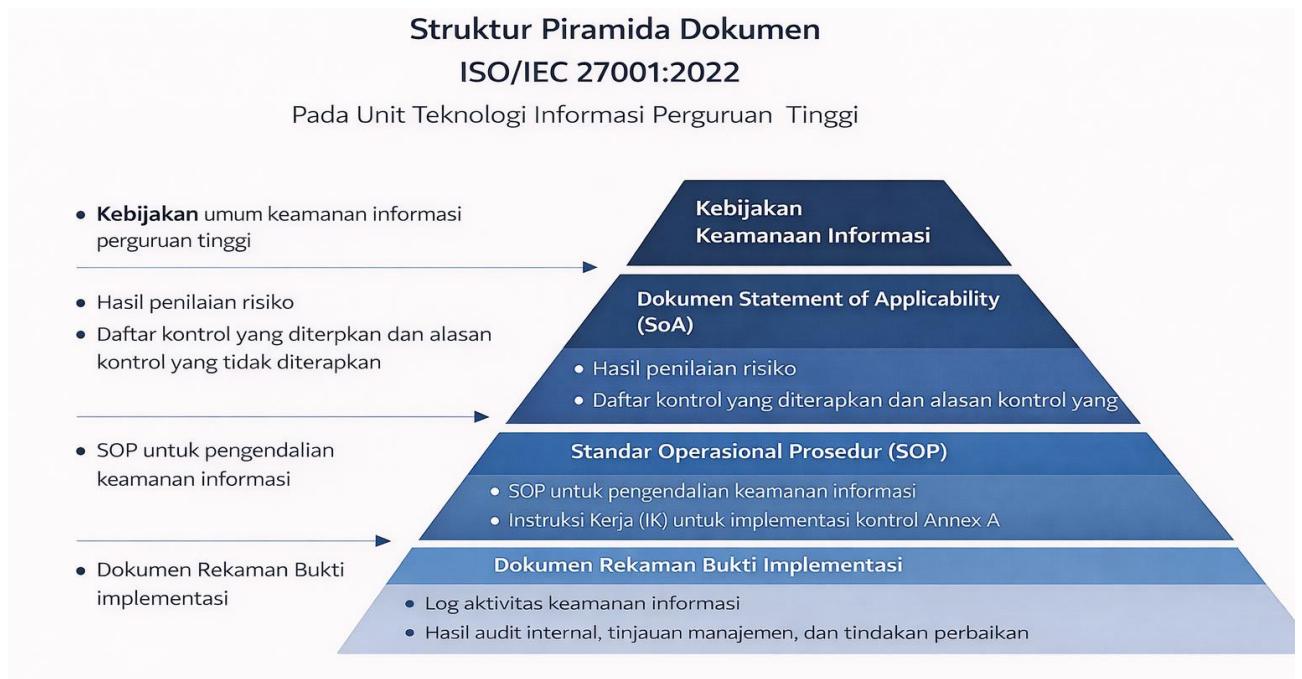 Struktur Piramida Dokumen
ISO/IEC 27001:2022
Pada Unit Teknologi Informasi Perguruan Tinggi
• Kebijakan umum keamanan informasi
perguruan tinggi
• Hasil penilaian risiko
• Daftar kontrol yang diterpkan dan alasan
kontrol yang tidak diterapkan
• SOP untuk pengendalian
keamanan informasi
• Dokumen Rekaman Bukti
implementasi
Kebijakan
Keamanaan Informasi
Dokumen Statement of Applicability
(SoA)
• Hasil penilaian risiko
• Daftar kontrol yang diterapkan dan alasan kontrol yang
Standar Operasional Prosedur (SOP)
• SOP untuk pengendalian keamanan informasi
• Instruksi Kerja (IK) untuk implementasi kontrol Annex A
Dokumen Rekaman Bukti Implementasi
• Log aktivitas keamanan informasi
• Hasil audit internal, tinjauan manajemen, dan tindakan perbaikan